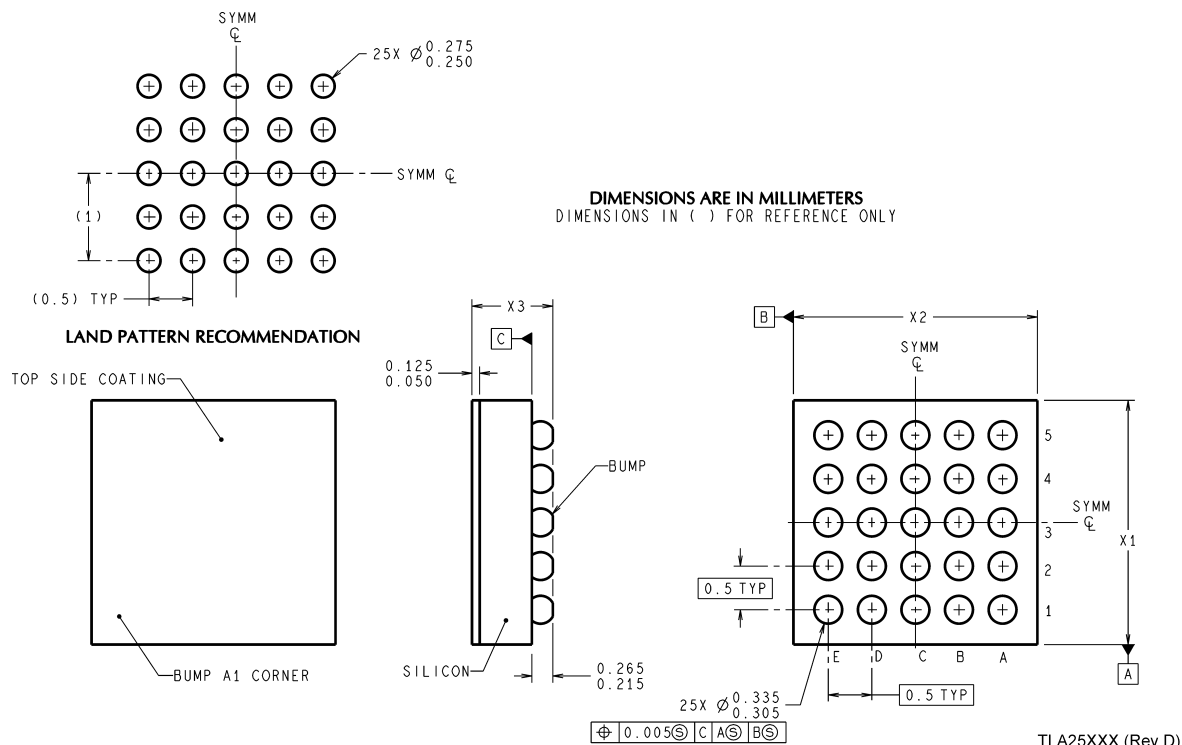 SYMM
℄
25X Ø 0.275
0.250
SYMM ℄
(1)
(0.5) TYP
LAND PATTERN RECOMMENDATION
DIMENSIONS ARE IN MILLIMETERS
DIMENSIONS IN ( ) FOR REFERENCE ONLY
TOP SIDE COATING
BUMP A1 CORNER
X3
C
0.125
0.050
BUMP
SILICON
0.265
0.215
B
X2
SYMM
℄
5
4
3
2
1
SYMM
℄
X1
0.5 TYP
E D C B A
A
0.5 TYP
25X Ø 0.335
0.305
⌖ 0.005Ⓢ C AⓈ BⓈ
TLA25XXX (Rev D)